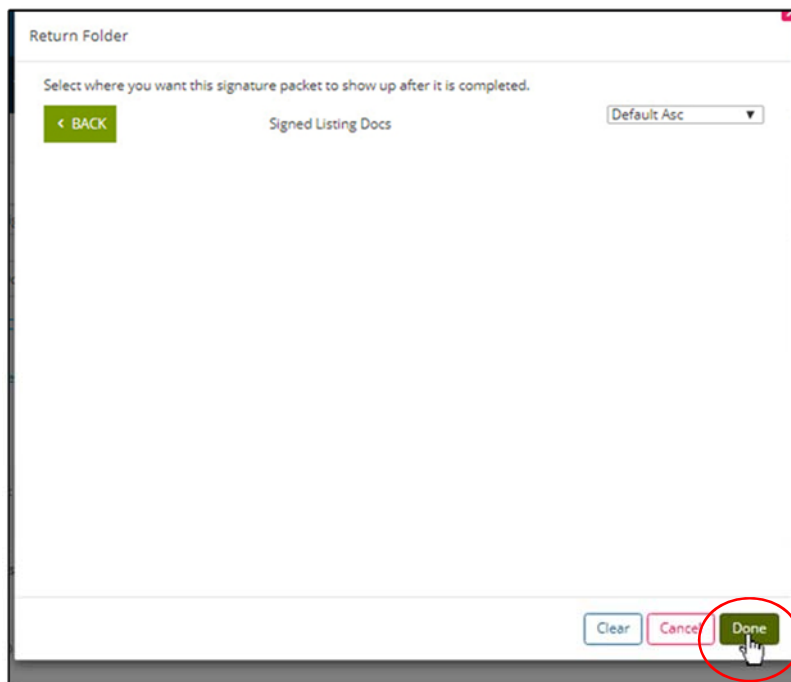 Return Folder
Select where you want this signature packet to show up after it is completed.
< BACK
Signed Listing Docs
Default Asc
Clear
Cancel
Done